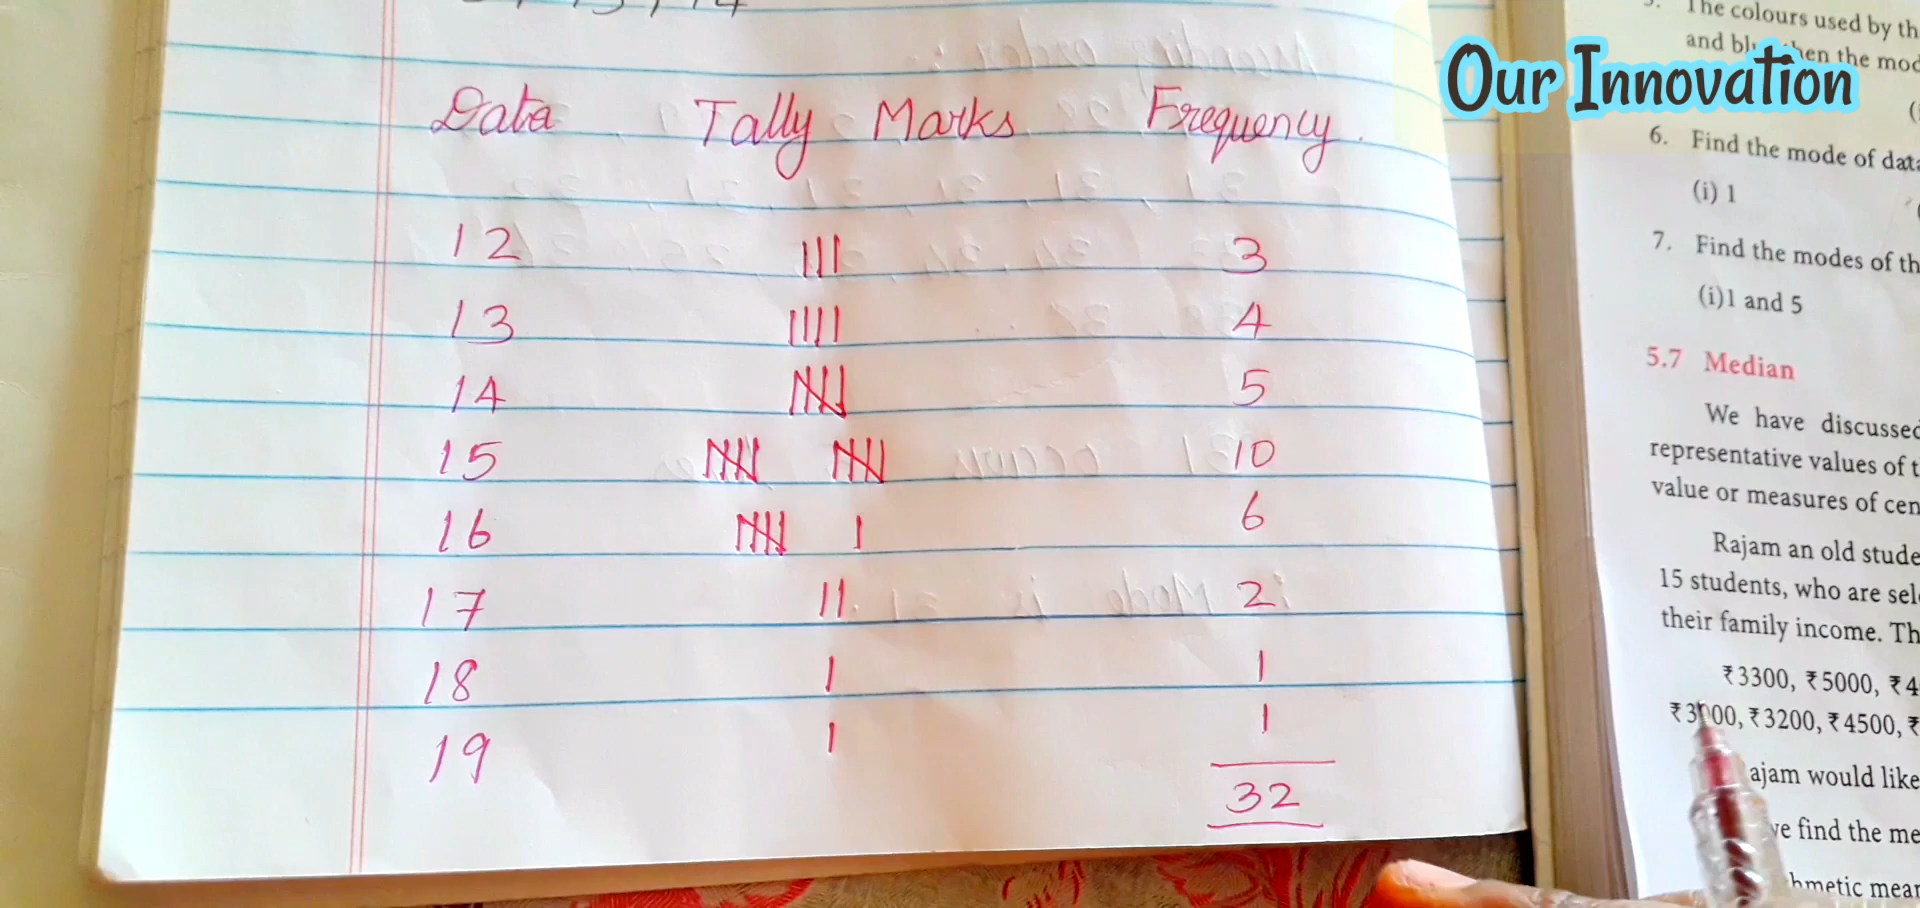 Data Tally Marks Frequency
12 ||| 3
13 |||| 4
14 5
15 10
16 | 6
17 || 2
18 | 1
19 | 1
32
Our Innovation
The colours used by th
6. Find the mode of data
(i) 1
7. Find the modes of th
(i)1 and 5
5.7 Median
We have discussed
representative values of t
value or measures of cen
Rajam an old stude
15 students, who are sel
their family income. Th
₹3300, ₹5000, ₹4
₹3000, ₹3200, ₹4500, ₹
ajam would like
ve find the me
hmetic mean